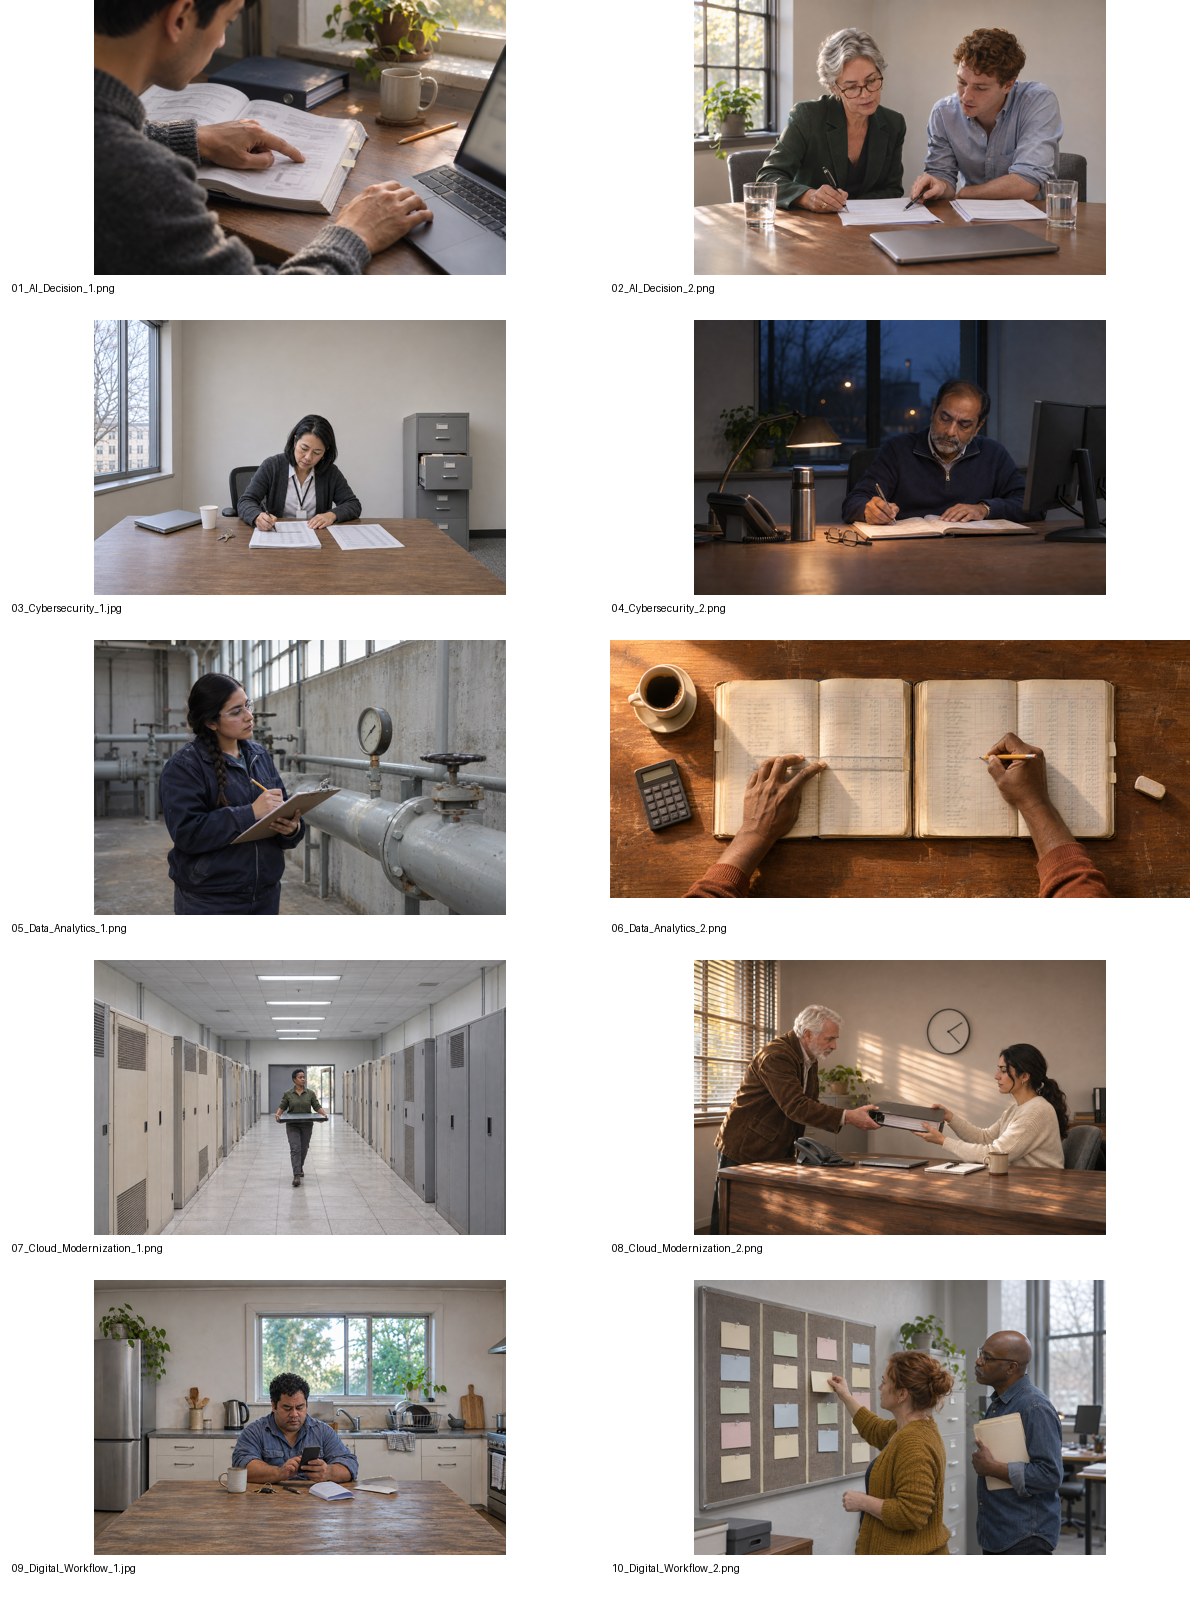 01_AI_Decision_1.png
02_AI_Decision_2.png
03_Cybersecurity_1.jpg
04_Cybersecurity_2.png
05_Data_Analytics_1.png
06_Data_Analytics_2.png
07_Cloud_Modernization_1.png
08_Cloud_Modernization_2.png
09_Digital_Workflow_1.jpg
10_Digital_Workflow_2.png